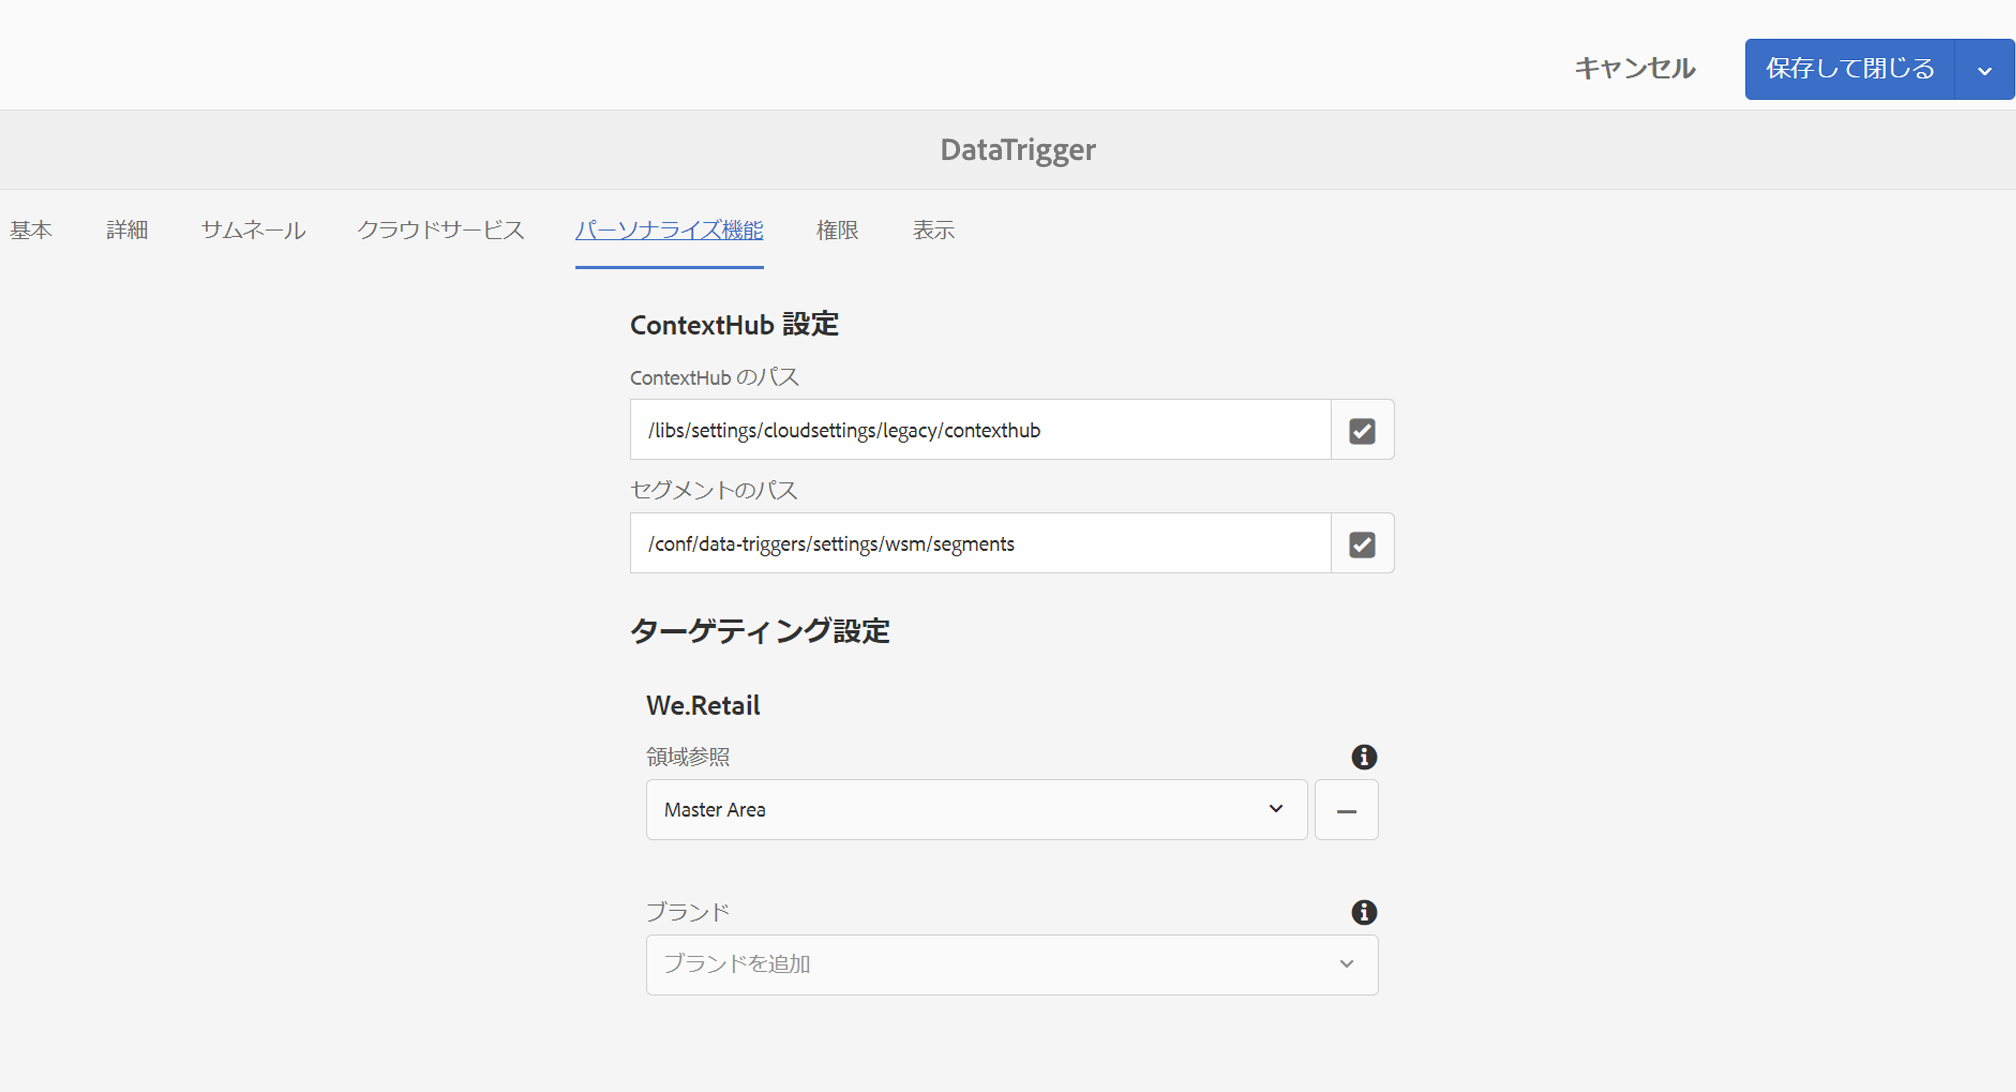 キャンセル
保存して閉じる
DataTrigger
基本 詳細 サムネール クラウドサービス パーソナライズ機能 権限 表示
ContextHub 設定
ContextHub のパス
/libs/settings/cloudsettings/legacy/contexthub
セグメントのパス
/conf/data-triggers/settings/wsm/segments
ターゲティング設定
We.Retail
領域参照
Master Area
ブランド
ブランドを追加